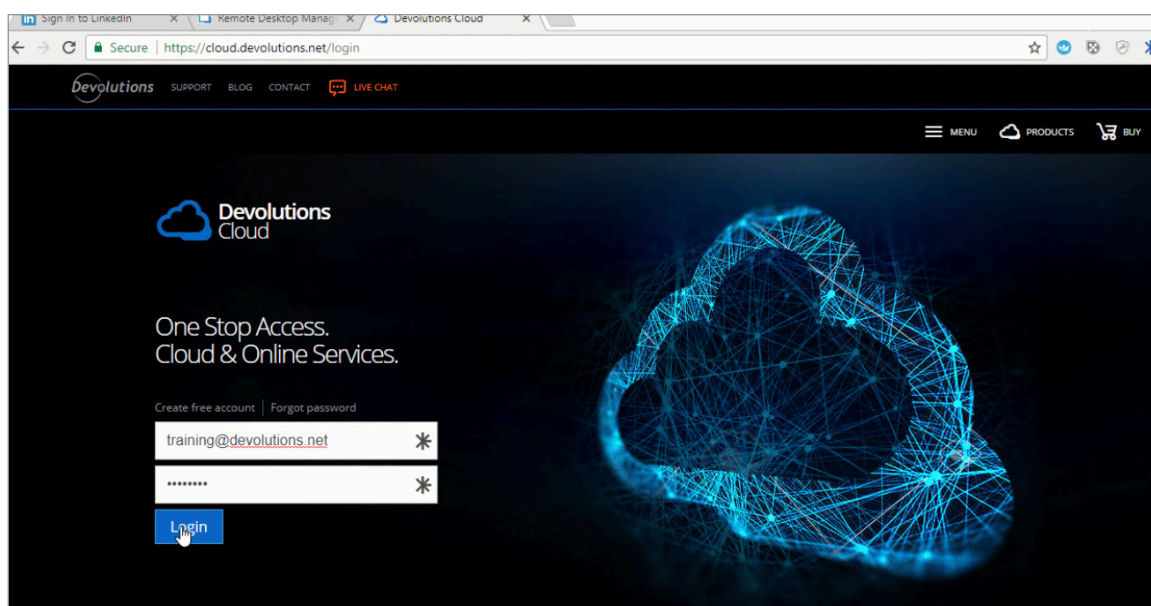 Sign In to LinkedIn
Remote Desktop Manag
Devolutions Cloud
Secure
https://cloud.devolutions.net/login
Devolutions SUPPORT BLOG CONTACT LIVE CHAT
MENU PRODUCTS BUY
Devolutions
Cloud
One Stop Access.
Cloud & Online Services.
Create free account | Forgot password
training@devolutions.net
••••••••
Login